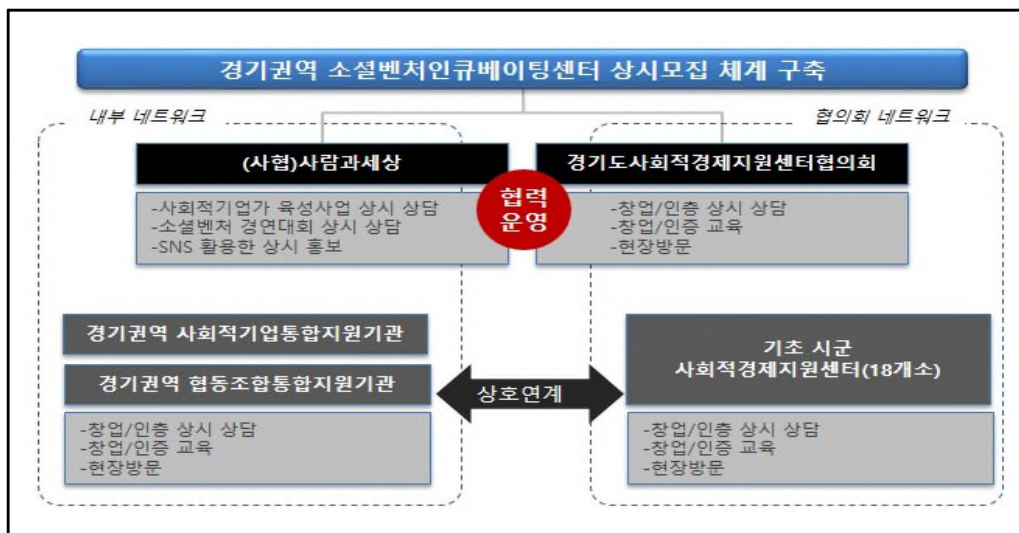 경기권역 소셜벤처인큐베이팅센터 상시모집 체계 구축
내부 네트워크
협의회 네트워크
(사협)사람과세상
-사회적기업가 육성사업 상시 상담
-소셜벤처 경연대회 상시 상담
-SNS 활용한 상시 홍보
협력
운영
경기도사회적경제지원센터협의회
-창업/인층 상시 상담
-창업/인증 교육
-현장방문
경기권역 사회적기업통합지원기관
경기권역 협동조합통합지원기관
-창업/인층 상시 상담
-창업/인증 교육
-현장방문
상호연계
기초 시군
사회적경제지원센터(18개소)
-창업/인층 상시 상담
-창업/인증 교육
-현장방문